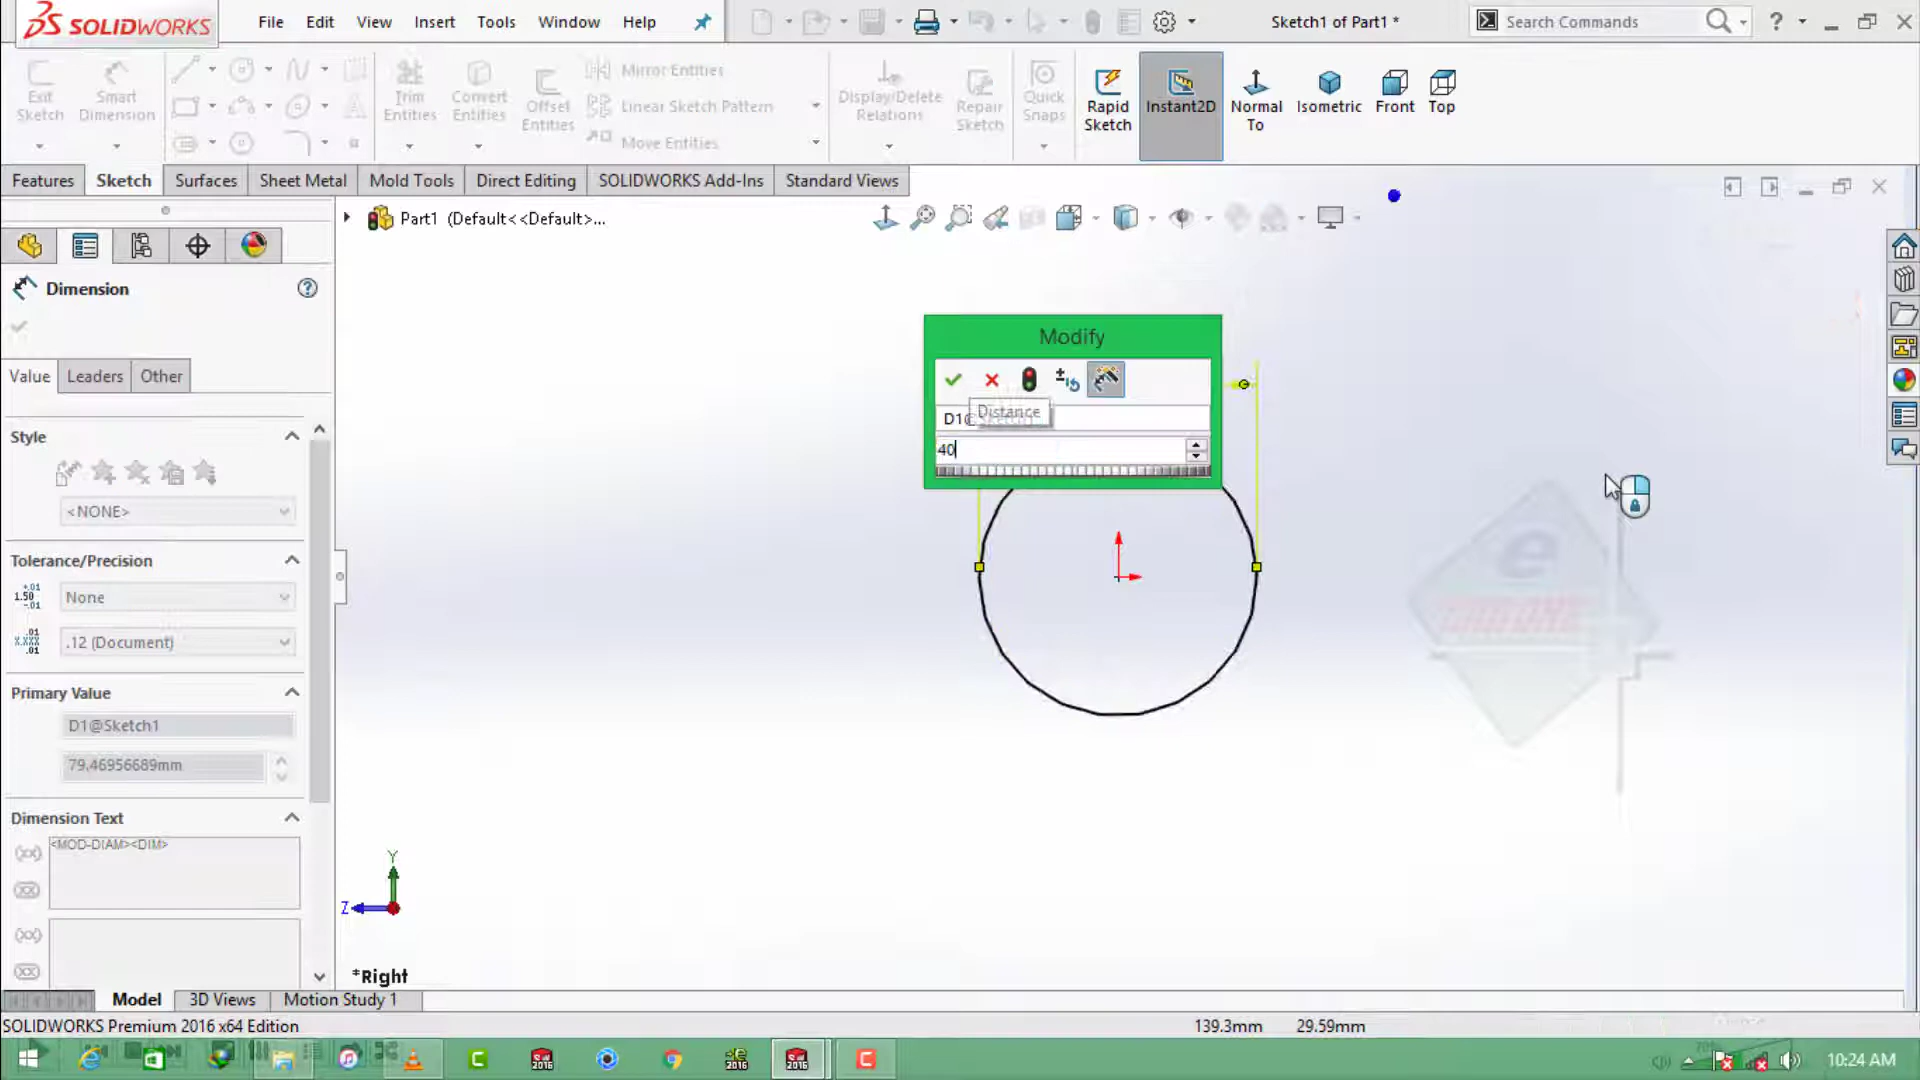 SOLIDWORKS
File Edit View Insert Tools Window Help
Sketch1 of Part1 *
Search Commands
Exit Sketch
Smart Dimension
Trim Entities
Convert Entities
Offset Entities
Mirror Entities
Linear Sketch Pattern
Move Entities
Display/Delete Relations
Repair Sketch
Quick Snaps
Rapid Sketch
Instant2D
Normal To
Isometric
Front
Top
Features Sketch Surfaces Sheet Metal Mold Tools Direct Editing SOLIDWORKS Add-Ins Standard Views
Part1 (Default<<Default>...
Dimension
Value Leaders Other
Style
<NONE>
Tolerance/Precision
None
.12 (Document)
Primary Value
D1@Sketch1
79.46956689mm
Dimension Text
<MOD-DIAM><DIM>
Modify
Distance
40
Y
Z
*Right
Model 3D Views Motion Study 1
SOLIDWORKS Premium 2016 x64 Edition
139.3mm 29.59mm
10:24 AM